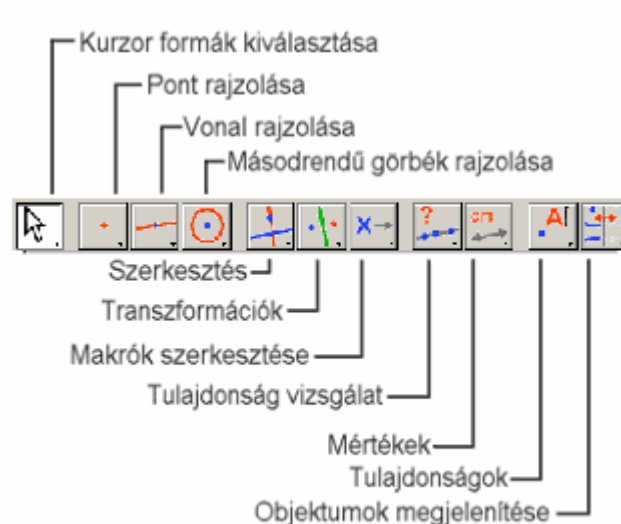 Kurzor formák kiválasztása
Pont rajzolása
Vonal rajzolása
Másodrendű görbék rajzolása
X ? cm A
Szerkesztés
Transzformációk
Makrók szerkesztése
Tulajdonság vizsgálat
Mértékek
Tulajdonságok
Objektumok megjelenítése